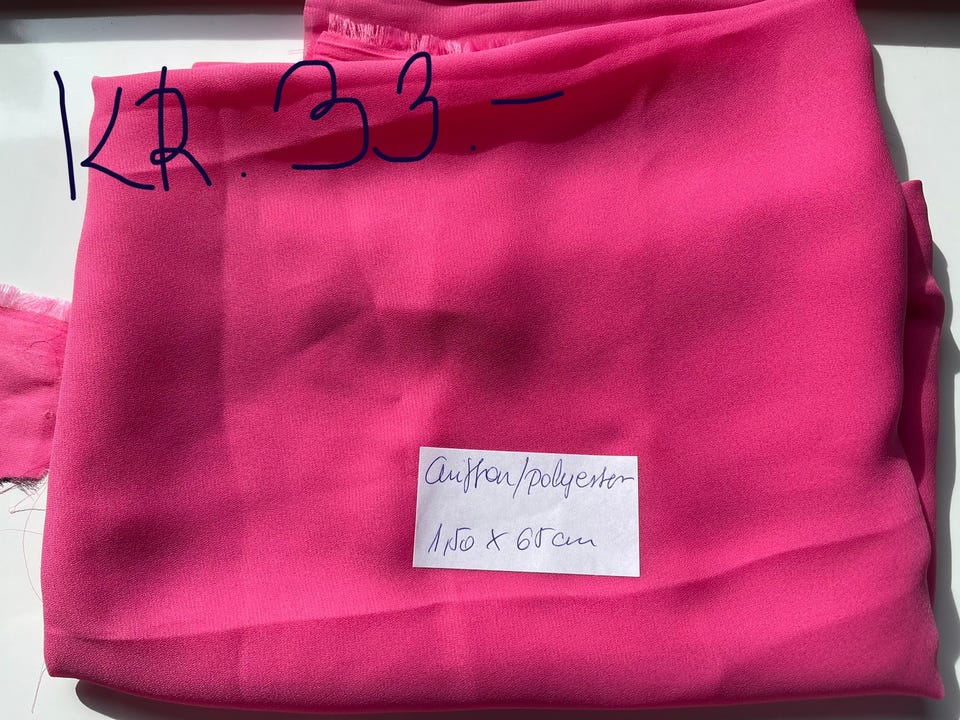 KR. 33.-
chiffon/polyester
1,50 x 65 cm